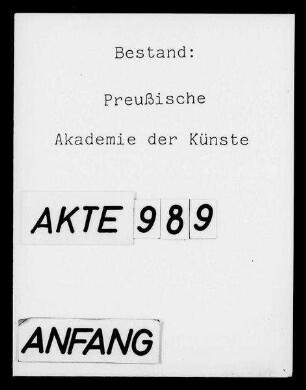 Bestand:
Preußische
Akademie der Künste
AKTE 989
ANFANG